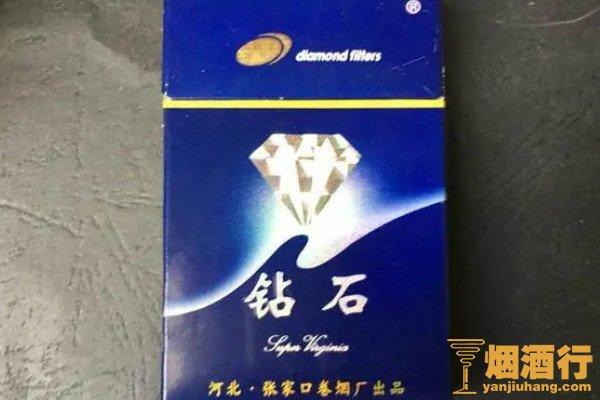 ®
diamond filters
钻石
Super Virginia
河北·张家口卷烟厂出品
烟酒行
yanjiuhang.com